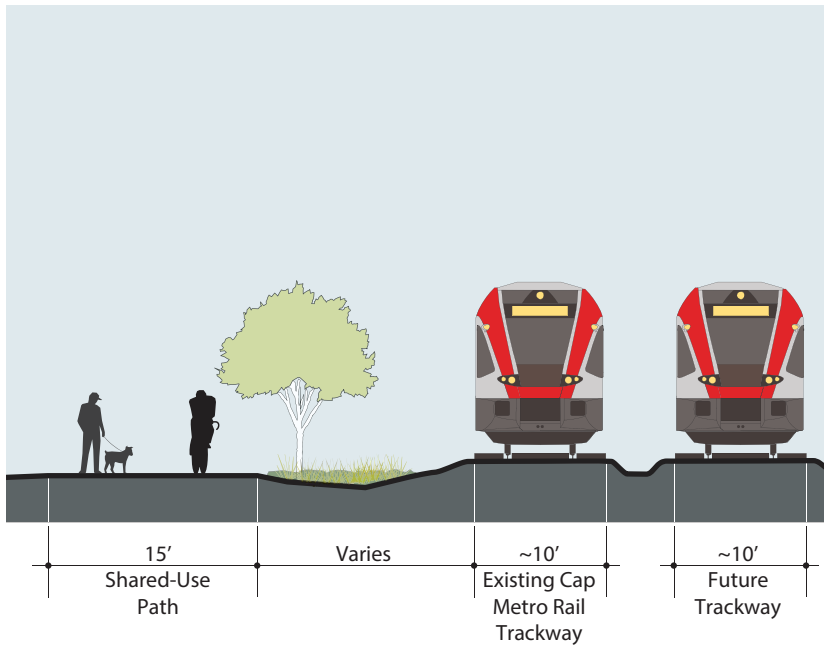 15’
Shared-Use
Path
Varies
~10’
Existing Cap
Metro Rail
Trackway
~10’
Future
Trackway